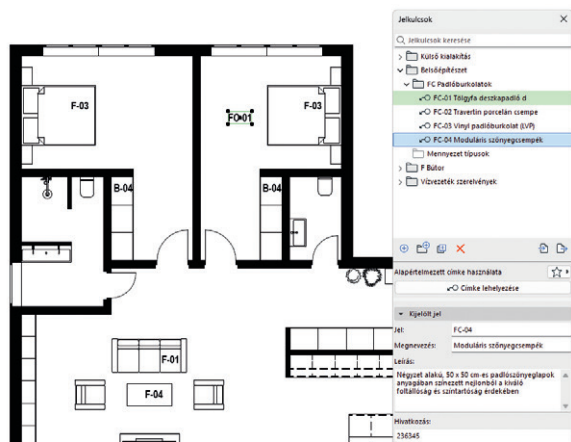 F-03
FC-01
F-03
B-04
B-04
F-01
F-04
Jelkulcsok
Jelkulcsok keresése
Külső kialakítás
Belsőépítészet
FC Padlóburkolatok
FC-01 Tölgyfa deszkapadló d
FC-02 Travertin porcelán csempe
FC-03 Vinyl padlóburkolat (LVP)
FC-04 Moduláris szőnyegcsempék
Mennyezet típusok
F Bútor
Vízvezeték szerelvények
Alapértelmezett címke használata
Címke lehelyezése
Kijelölt jel
Jel: FC-04
Megnevezés: Moduláris szőnyegcsempék
Leírás:
Négyzet alakú, 50 x 50 cm-es padlószőnyeglapok
anyagában színezett nejlonból a kiváló
foltállóság és színtartóság érdekében
Hivatkozás:
236345